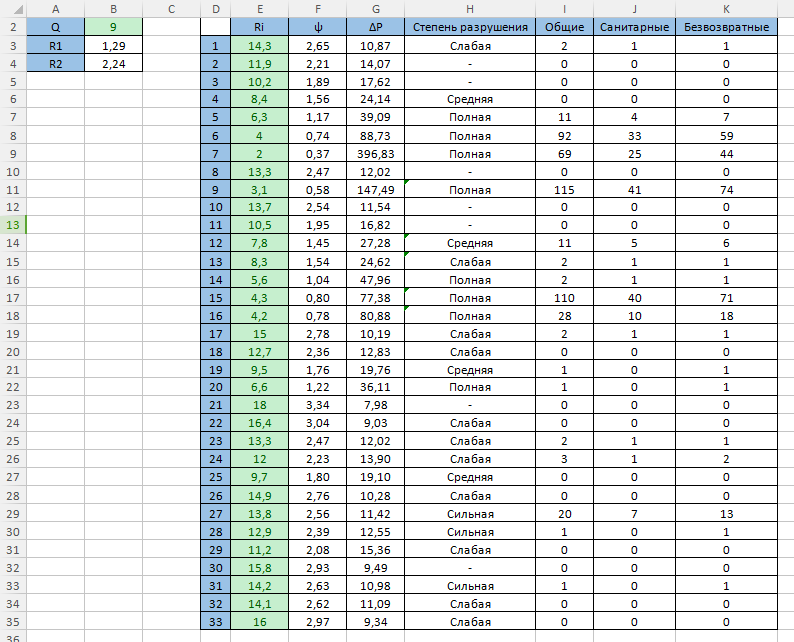 A B C D E F G H I J K
2 Q 9 Ri ψ ΔP Степень разрушения Общие Санитарные Безвозвратные
3 R1 1,29 1 14,3 2,65 10,87 Слабая 2 1 1
4 R2 2,24 2 11,9 2,21 14,07 - 0 0 0
5 3 10,2 1,89 17,62 - 0 0 0
6 4 8,4 1,56 24,14 Средняя 0 0 0
7 5 6,3 1,17 39,09 Полная 11 4 7
8 6 4 0,74 88,73 Полная 92 33 59
9 7 2 0,37 396,83 Полная 69 25 44
10 8 13,3 2,47 12,02 - 0 0 0
11 9 3,1 0,58 147,49 Полная 115 41 74
12 10 13,7 2,54 11,54 - 0 0 0
13 11 10,5 1,95 16,82 - 0 0 0
14 12 7,8 1,45 27,28 Средняя 11 5 6
15 13 8,3 1,54 24,62 Слабая 2 1 1
16 14 5,6 1,04 47,96 Полная 2 1 1
17 15 4,3 0,80 77,38 Полная 110 40 71
18 16 4,2 0,78 80,88 Полная 28 10 18
19 17 15 2,78 10,19 Слабая 2 1 1
20 18 12,7 2,36 12,83 Слабая 0 0 0
21 19 9,5 1,76 19,76 Средняя 1 0 1
22 20 6,6 1,22 36,11 Полная 1 0 1
23 21 18 3,34 7,98 - 0 0 0
24 22 16,4 3,04 9,03 Слабая 0 0 0
25 23 13,3 2,47 12,02 Слабая 2 1 1
26 24 12 2,23 13,90 Слабая 3 1 2
27 25 9,7 1,80 19,10 Средняя 0 0 0
28 26 14,9 2,76 10,28 Слабая 0 0 0
29 27 13,8 2,56 11,42 Сильная 20 7 13
30 28 12,9 2,39 12,55 Сильная 1 0 1
31 29 11,2 2,08 15,36 Слабая 0 0 0
32 30 15,8 2,93 9,49 - 0 0 0
33 31 14,2 2,63 10,98 Сильная 1 0 1
34 32 14,1 2,62 11,09 Слабая 0 0 0
35 33 16 2,97 9,34 Слабая 0 0 0
36